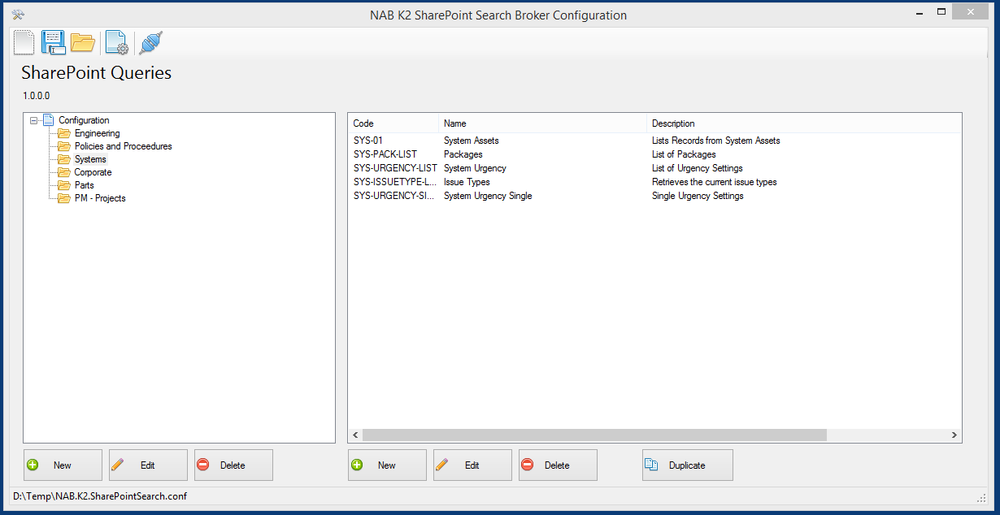 NAB K2 SharePoint Search Broker Configuration
SharePoint Queries
1.0.0.0
Configuration
Engineering
Policies and Proceedures
Systems
Corporate
Parts
PM - Projects
Code Name Description
SYS-01 System Assets Lists Records from System Assets
SYS-PACK-LIST Packages List of Packages
SYS-URGENCY-LIST System Urgency List of Urgency Settings
SYS-ISSUETYPE-L... Issue Types Retrieves the current issue types
SYS-URGENCY-SI... System Urgency Single Single Urgency Settings
New Edit Delete New Edit Delete Duplicate
D:\Temp\NAB.K2.SharePointSearch.conf